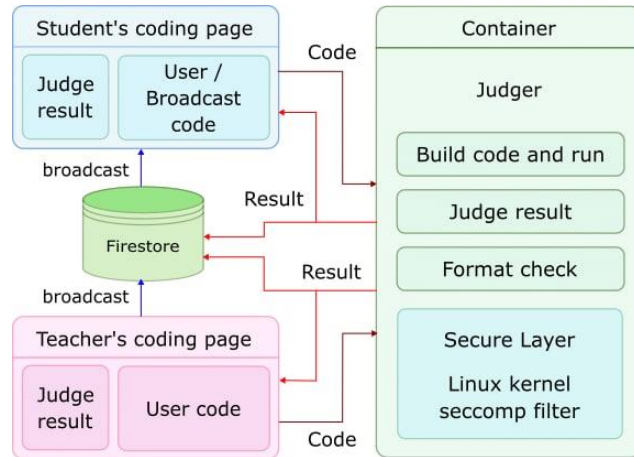 Student's coding page
Judge
result
User /
Broadcast
code
broadcast
Firestore
broadcast
Teacher's coding page
Judge
result
User code
Code
Result
Result
Code
Container
Judger
Build code and run
Judge result
Format check
Secure Layer
Linux kernel
seccomp filter